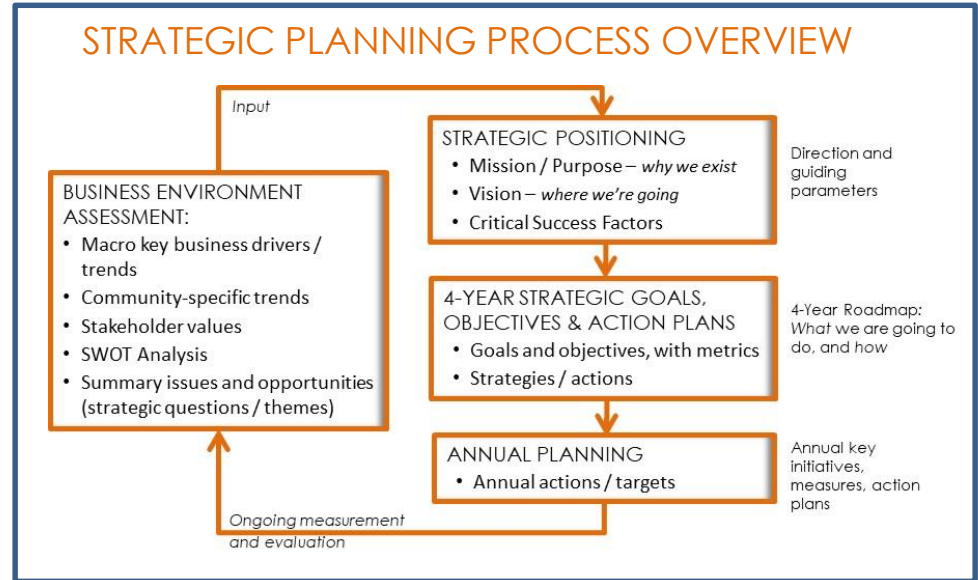 STRATEGIC PLANNING PROCESS OVERVIEW
Input
BUSINESS ENVIRONMENT
ASSESSMENT:
• Macro key business drivers /
trends
• Community-specific trends
• Stakeholder values
• SWOT Analysis
• Summary issues and opportunities
(strategic questions / themes)
STRATEGIC POSITIONING
• Mission / Purpose – why we exist
• Vision – where we're going
• Critical Success Factors
Direction and
guiding
parameters
4-YEAR STRATEGIC GOALS,
OBJECTIVES & ACTION PLANS
• Goals and objectives, with metrics
• Strategies / actions
4-Year Roadmap:
What we are going to
do, and how
ANNUAL PLANNING
• Annual actions / targets
Annual key
initiatives,
measures, action
plans
Ongoing measurement
and evaluation